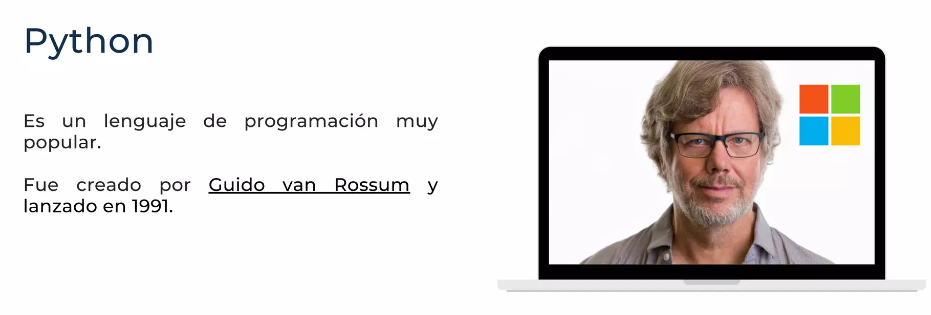 Python
Es un lenguaje de programación muy
popular.
Fue creado por Guido van Rossum y
lanzado en 1991.